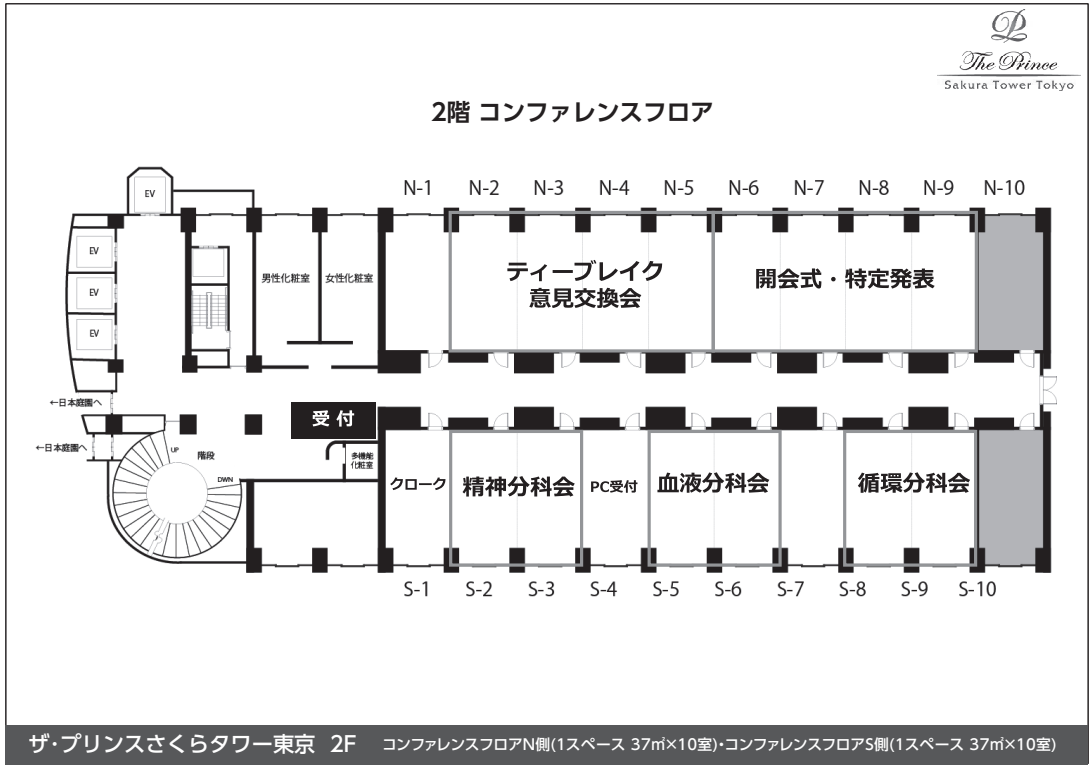 The Prince
Sakura Tower Tokyo
2階 コンファレンスフロア
N-1 N-2 N-3 N-4 N-5 N-6 N-7 N-8 N-9 N-10
EV
EV
EV
EV
男性化粧室
女性化粧室
ティーブレイク
意見交換会
開会式・特定発表
←日本庭園へ
←日本庭園へ
受付
UP
階段
DWN
多機能
化粧室
クローク
精神分科会
PC受付
血液分科会
循環分科会
S-1 S-2 S-3 S-4 S-5 S-6 S-7 S-8 S-9 S-10
ザ・プリンスさくらタワー東京 2F コンファレンスフロアN側(1スペース 37㎡×10室)・コンファレンスフロアS側(1スペース 37㎡×10室)